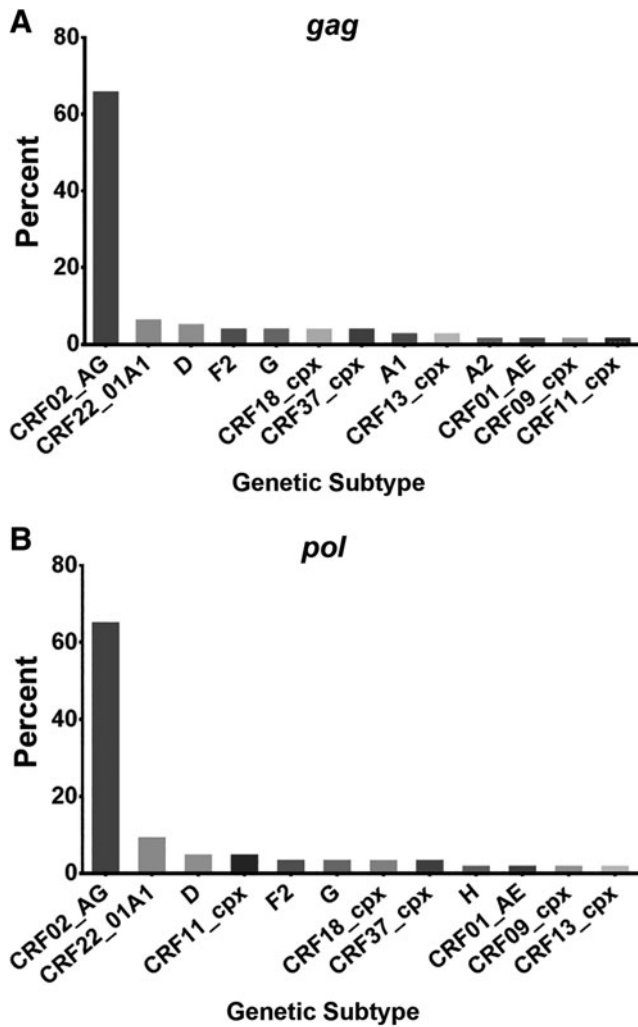 A
gag
80
60
40
20
0
Percent
CRF02_AG
CRF22_01A1
D
F2
G
CRF18_cpx
CRF37_cpx
A1
CRF13_cpx
A2
CRF01_AE
CRF09_cpx
CRF11_cpx
Genetic Subtype
B
pol
80
60
40
20
0
Percent
CRF02_AG
CRF22_01A1
D
CRF11_cpx
F2
G
CRF18_cpx
CRF37_cpx
H
CRF01_AE
CRF09_cpx
CRF13_cpx
Genetic Subtype